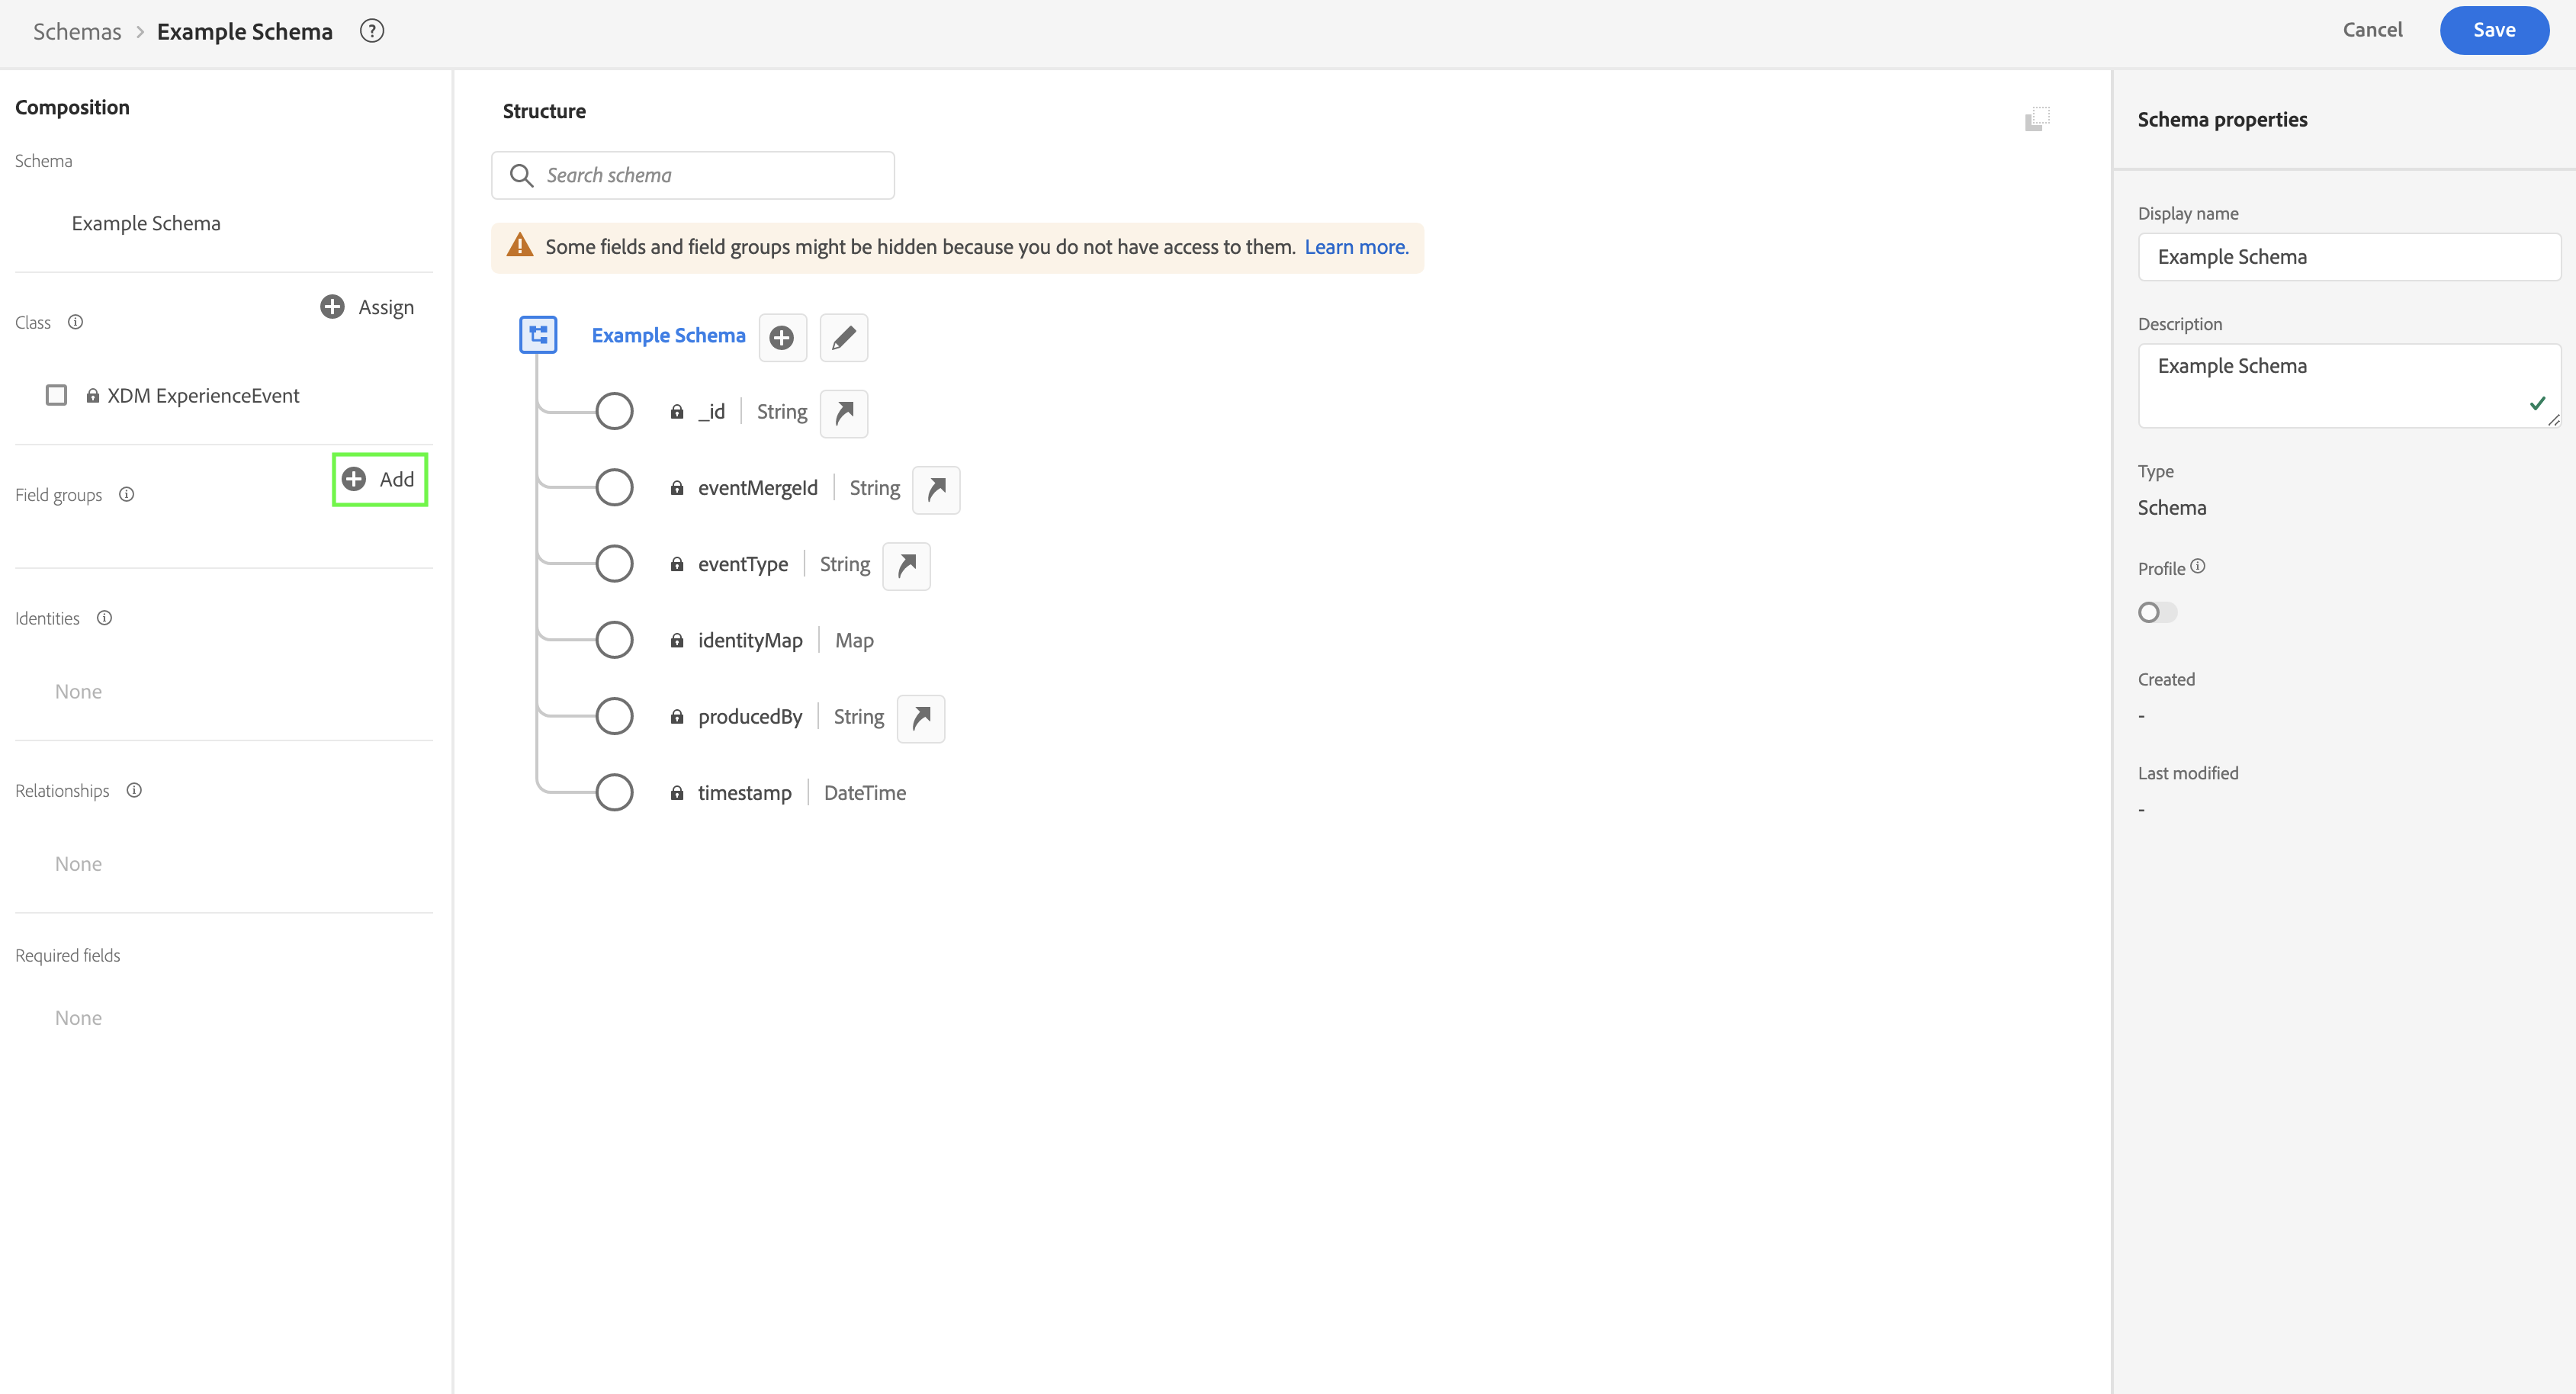 Schemas > Example Schema ?
Cancel
Save
Composition
Schema
Example Schema
Class
Assign
XDM ExperienceEvent
Field groups
Add
Identities
None
Relationships
None
Required fields
None
Structure
Search schema
Some fields and field groups might be hidden because you do not have access to them. Learn more.
Example Schema
_id | String
eventMergeId | String
eventType | String
identityMap | Map
producedBy | String
timestamp | DateTime
Schema properties
Display name
Example Schema
Description
Example Schema
Type
Schema
Profile
Created
-
Last modified
-